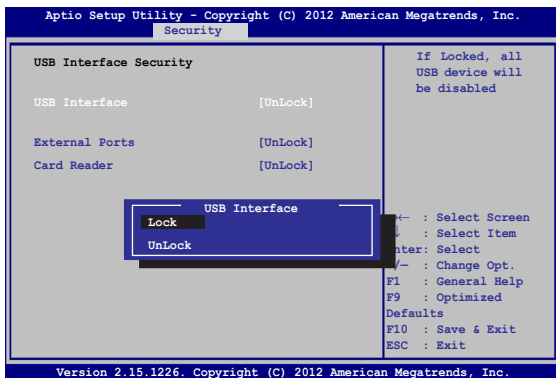 Aptio Setup Utility - Copyright (C) 2012 American Megatrends, Inc.
Security
USB Interface Security
USB Interface [UnLock]
External Ports [UnLock]
Card Reader [UnLock]
If Locked, all
USB device will
be disabled
USB Interface
Lock
UnLock
→← : Select Screen
↓ : Select Item
nter: Select
/— : Change Opt.
F1 : General Help
F9 : Optimized
Defaults
F10 : Save & Exit
ESC : Exit
Version 2.15.1226. Copyright (C) 2012 American Megatrends, Inc.